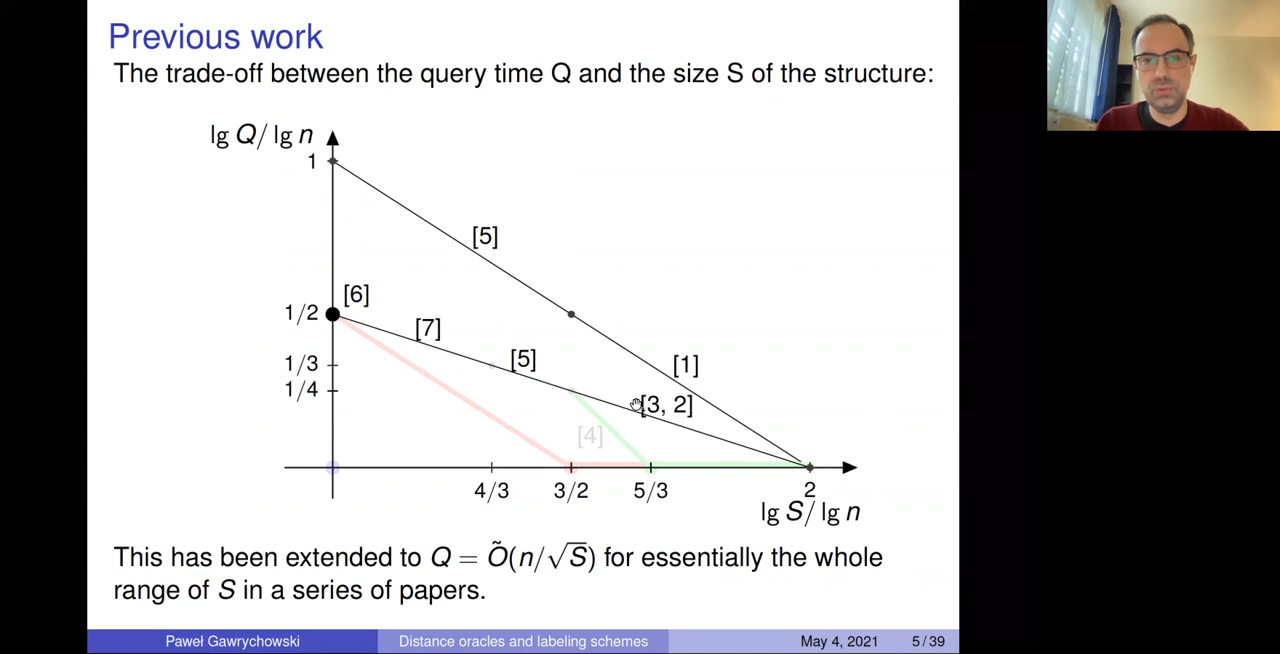 Previous work
The trade-off between the query time Q and the size S of the structure:
lg Q/ lg n
1
[5]
[6]
1/2
[7]
1/3
[5]
[1]
1/4
[3, 2]
[4]
4/3 3/2 5/3 2
lg S/ lg n
This has been extended to Q = Õ(n/√S) for essentially the whole
range of S in a series of papers.
Paweł Gawrychowski Distance oracles and labeling schemes May 4, 2021 5 / 39